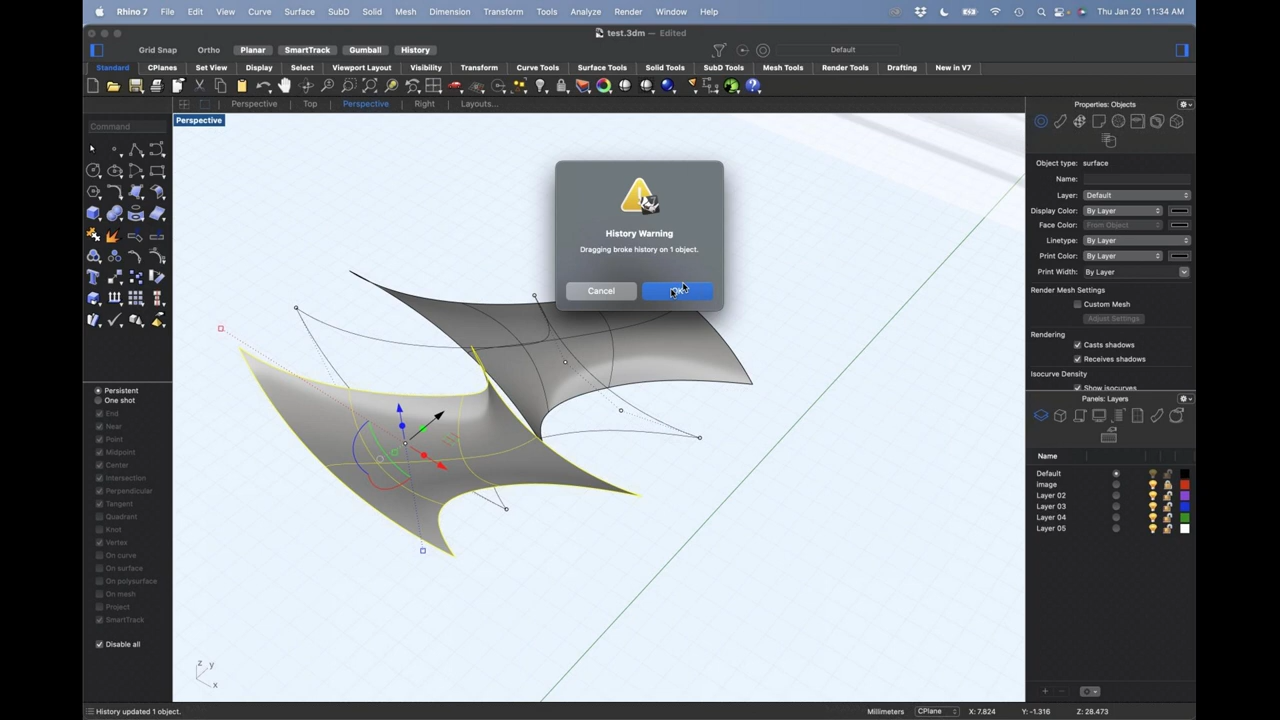 Rhino 7 File Edit View Curve Surface SubD Solid Mesh Dimension Transform Tools Analyze Render Window Help Thu Jan 20 11:34 AM
test.3dm — Edited
Grid Snap Ortho Planar SmartTrack Gumball History Default
Standard CPlanes Set View Display Select Viewport Layout Visibility Transform Curve Tools Surface Tools Solid Tools SubD Tools Mesh Tools Render Tools Drafting New in V7
Perspective Top Perspective Right Layouts...
Command
Perspective
History Warning
Dragging broke history on 1 object.
Cancel
Persistent
One shot
End
Near
Point
Midpoint
Center
Intersection
Perpendicular
Tangent
Quadrant
Knot
Vertex
On curve
On surface
On polysurface
On mesh
Project
SmartTrack
Disable all
z y
x
Properties: Objects
Object type: surface
Name:
Layer: Default
Display Color: By Layer
Face Color: From Object
Linetype: By Layer
Print Color: By Layer
Print Width: By Layer
Render Mesh Settings
Custom Mesh
Adjust Settings
Rendering
Casts shadows
Receives shadows
Isocurve Density
Show isocurves
Panels: Layers
Name
Default
image
Layer 02
Layer 03
Layer 04
Layer 05
History updated 1 object. Millimeters CPlane X: 7.824 Y: -1.316 Z: 28.473